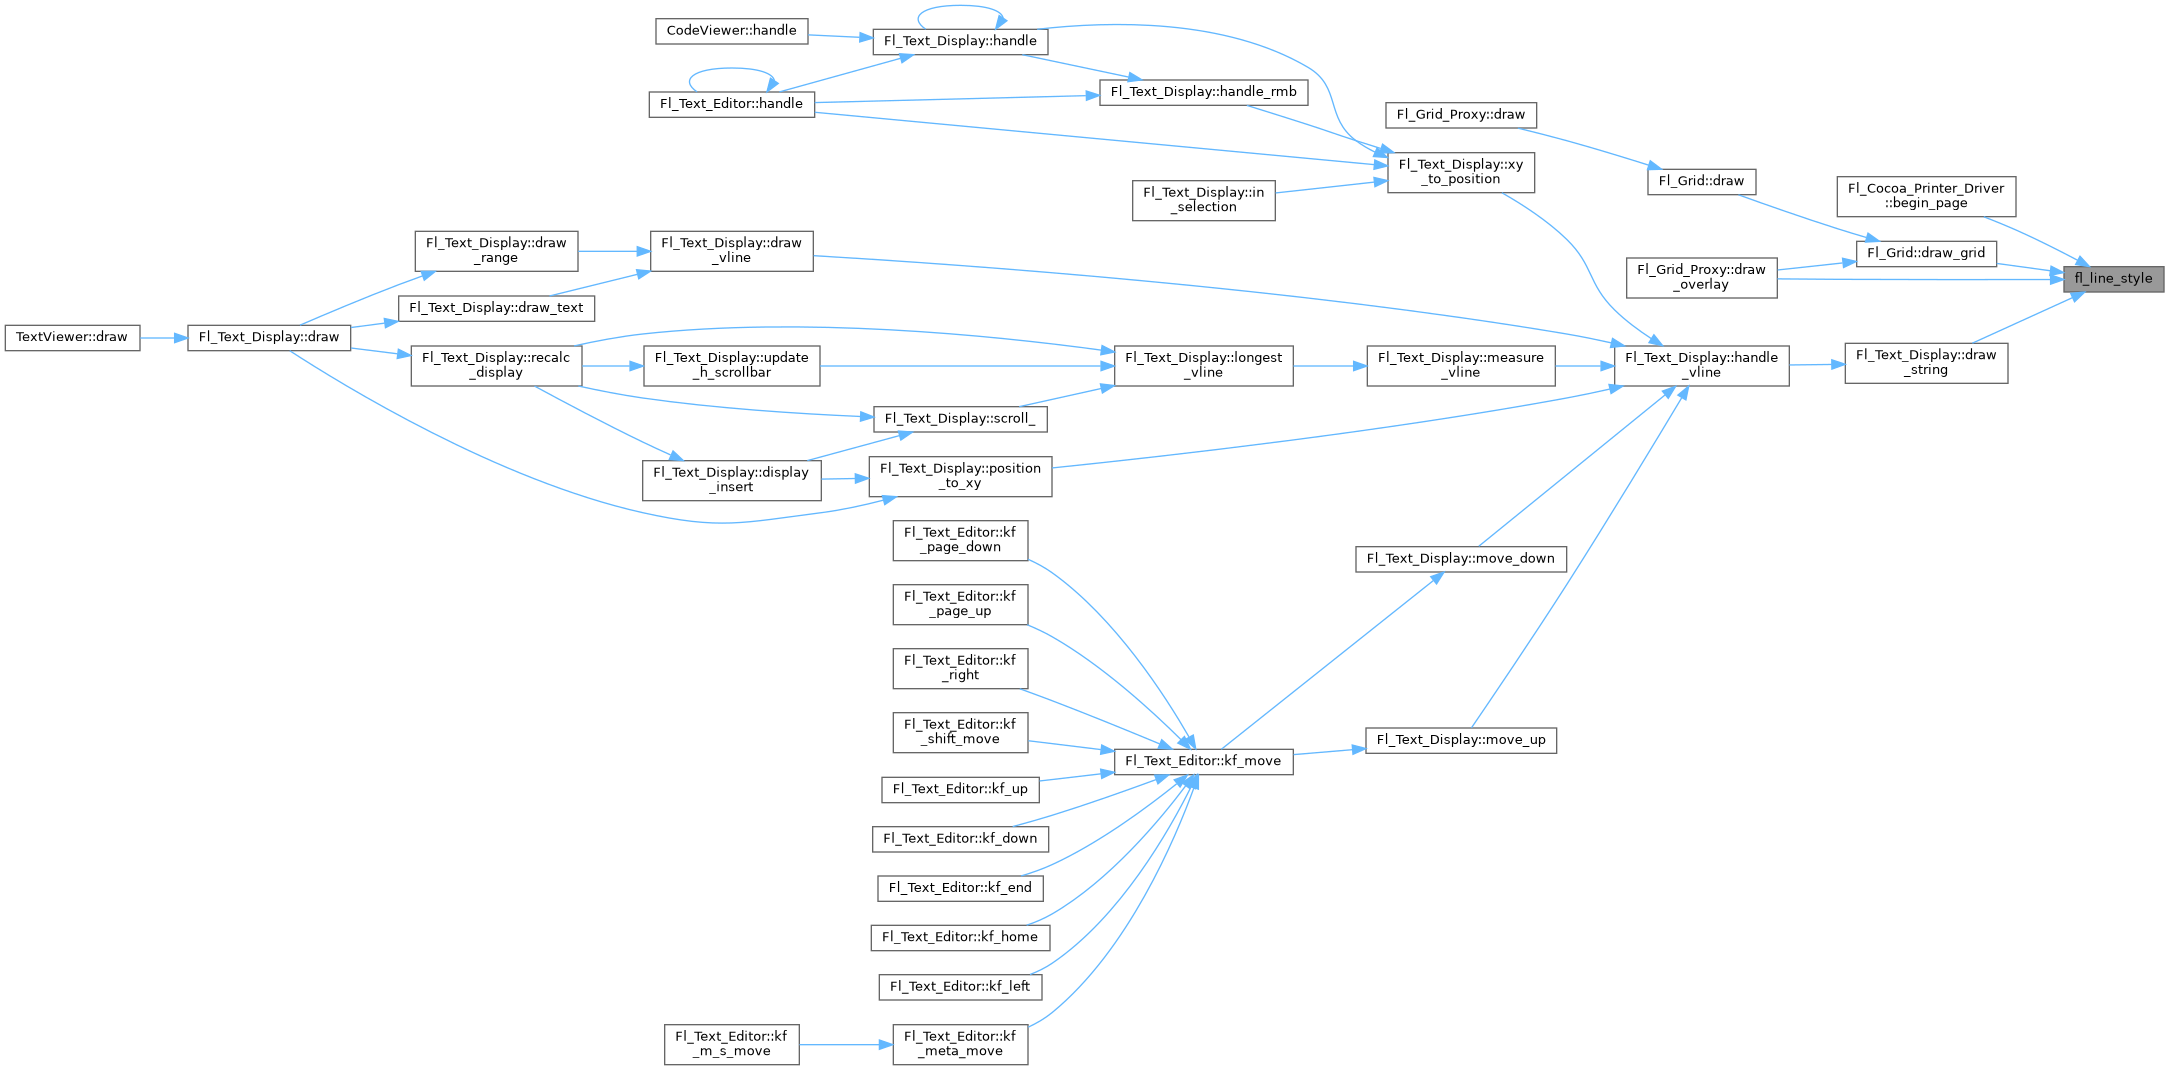 CodeViewer::handle
Fl_Text_Display::handle
Fl_Text_Editor::handle
Fl_Text_Display::handle_rmb
Fl_Grid_Proxy::draw
Fl_Text_Display::xy
_to_position
Fl_Grid::draw
Fl_Text_Display::in
_selection
Fl_Cocoa_Printer_Driver
::begin_page
Fl_Text_Display::draw
_range
Fl_Text_Display::draw
_vline
Fl_Grid::draw_grid
Fl_Grid_Proxy::draw
_overlay
fl_line_style
Fl_Text_Display::draw_text
TextViewer::draw
Fl_Text_Display::draw
Fl_Text_Display::recalc
_display
Fl_Text_Display::update
_h_scrollbar
Fl_Text_Display::longest
_vline
Fl_Text_Display::measure
_vline
Fl_Text_Display::handle
_vline
Fl_Text_Display::draw
_string
Fl_Text_Display::scroll_
Fl_Text_Display::display
_insert
Fl_Text_Display::position
_to_xy
Fl_Text_Editor::kf
_page_down
Fl_Text_Display::move_down
Fl_Text_Editor::kf
_page_up
Fl_Text_Editor::kf
_right
Fl_Text_Editor::kf
_shift_move
Fl_Text_Display::move_up
Fl_Text_Editor::kf_move
Fl_Text_Editor::kf_up
Fl_Text_Editor::kf_down
Fl_Text_Editor::kf_end
Fl_Text_Editor::kf_home
Fl_Text_Editor::kf_left
Fl_Text_Editor::kf
_m_s_move
Fl_Text_Editor::kf
_meta_move